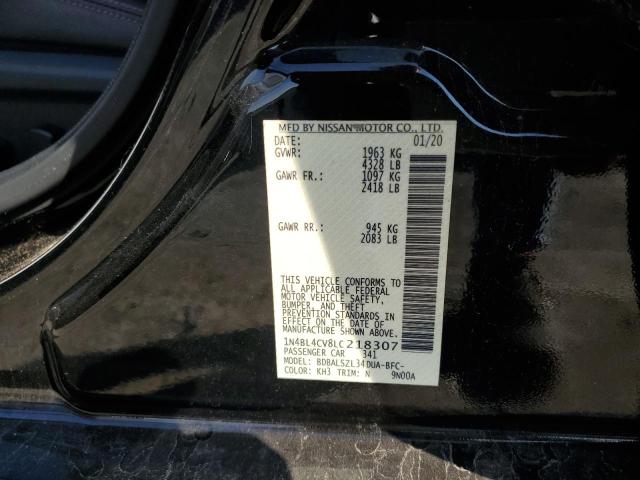 MFD BY NISSAN MOTOR CO., LTD.
DATE: 01/20
GVWR: 1963 KG
4328 LB
GAWR FR.: 1097 KG
2418 LB
GAWR RR.: 945 KG
2083 LB
THIS VEHICLE CONFORMS TO
ALL APPLICABLE FEDERAL
MOTOR VEHICLE SAFETY,
BUMPER, AND THEFT
PREVENTION STANDARDS IN
EFFECT ON THE DATE OF
MANUFACTURE SHOWN ABOVE.
1N4BL4CV8LC218307
PASSENGER CAR 341
MODEL: BDBALSZL34DUA-BFC-
COLOR: KH3 TRIM: N 9N00A